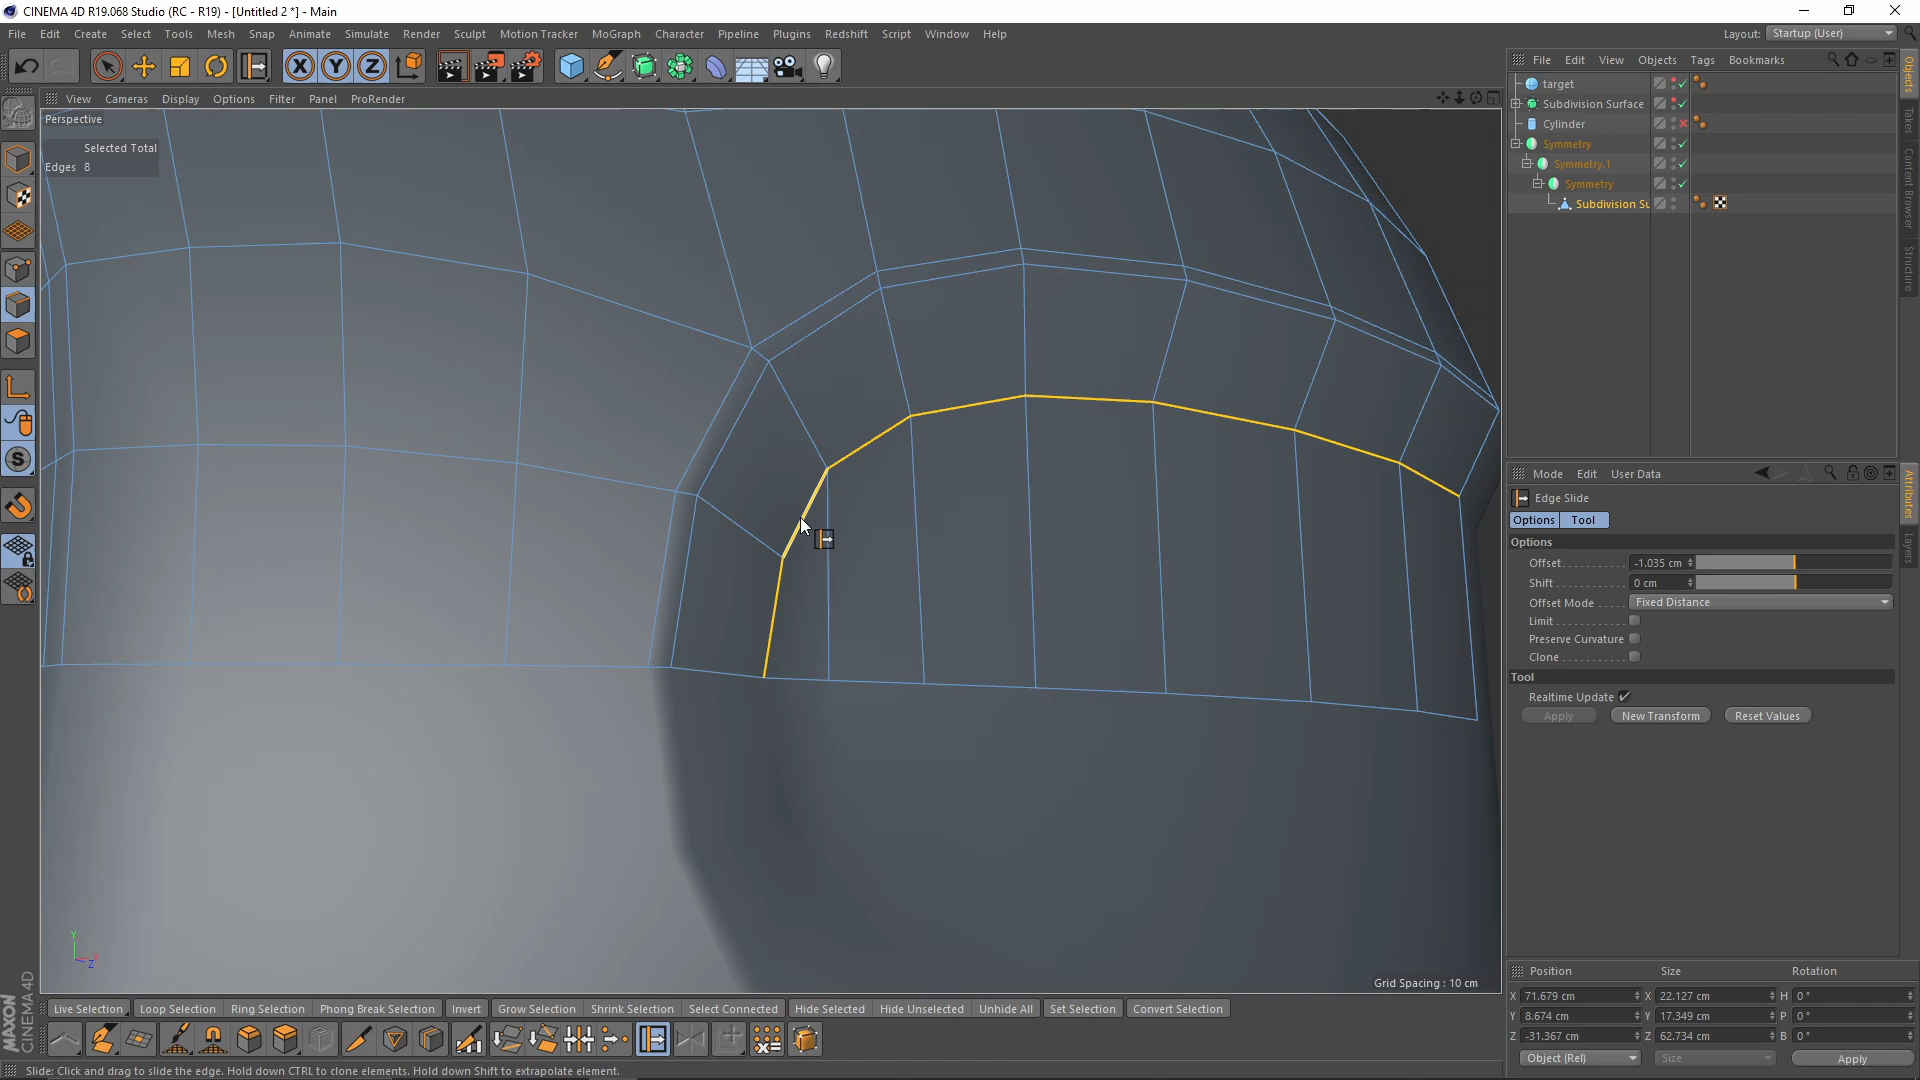 CINEMA 4D R19.068 Studio (RC - R19) - [Untitled 2 *] - Main
File Edit Create Select Tools Mesh Snap Animate Simulate Render Sculpt Motion Tracker MoGraph Character Pipeline Plugins Redshift Script Window Help
Layout: Startup (User)
File Edit View Objects Tags Bookmarks
View Cameras Display Options Filter Panel ProRender
Perspective
Selected Total
Edges 8
target
Subdivision Surface
Cylinder
Symmetry
Symmetry.1
Symmetry
Subdivision Su
Objects
Takes
Content Browser
Structure
Mode Edit User Data
Edge Slide
Options Tool
Options
Offset -1.035 cm
Shift 0 cm
Offset Mode Fixed Distance
Limit
Preserve Curvature
Clone
Tool
Realtime Update
Apply New Transform Reset Values
Attributes
Layers
Y
X
Z
Grid Spacing : 10 cm
Position Size Rotation
X 71.679 cm X 22.127 cm H 0 °
Y 8.674 cm Y 17.349 cm P 0 °
Z -31.367 cm Z 62.734 cm B 0 °
Object (Rel) Size Apply
Live Selection Loop Selection Ring Selection Phong Break Selection Invert Grow Selection Shrink Selection Select Connected Hide Selected Hide Unselected Unhide All Set Selection Convert Selection
MAXON CINEMA 4D
Slide: Click and drag to slide the edge. Hold down CTRL to clone elements. Hold down Shift to extrapolate element.